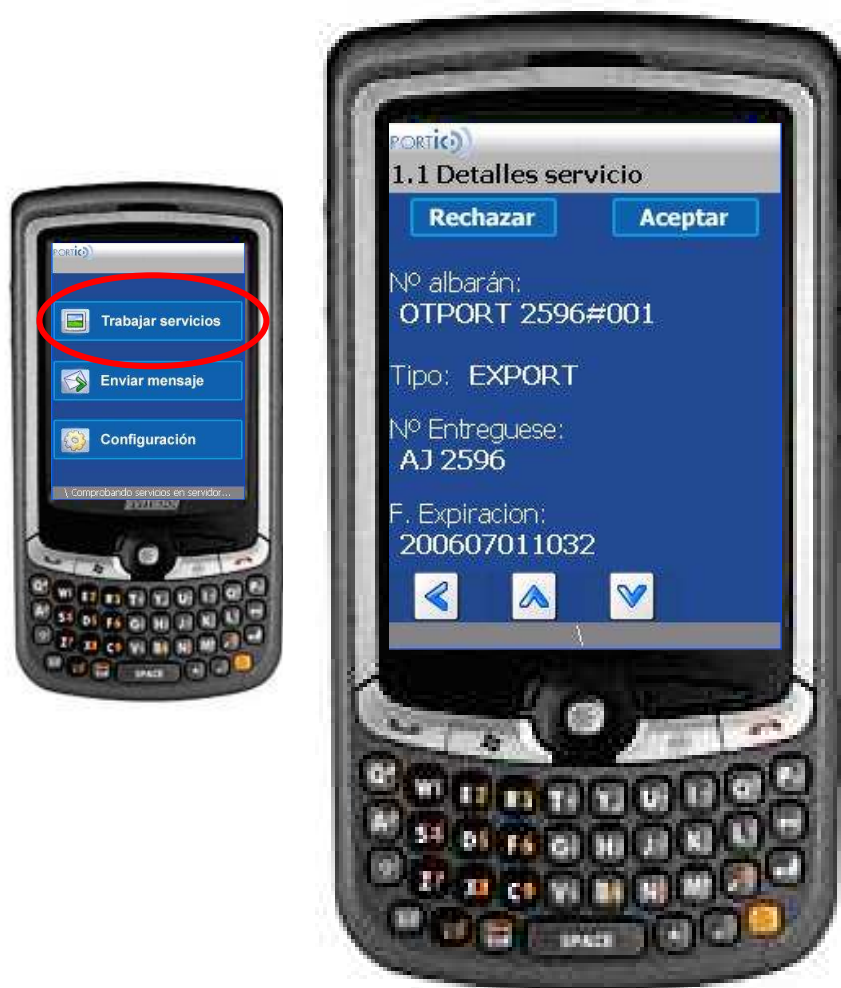 PORTIC
Trabajar servicios
Enviar mensaje
Configuración
\ Comprobando servicios en servidor...
PORTIC
1.1 Detalles servicio
Rechazar Aceptar
Nº albarán:
OTPORT 2596#001
Tipo: EXPORT
Nº Entreguese:
AJ 2596
F. Expiracion:
200607011032
\
SPACE
SPACE